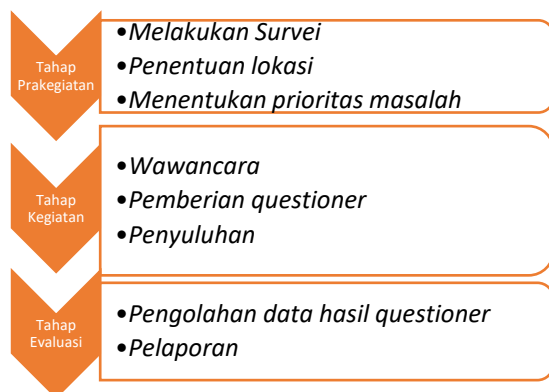 Tahap
Prakegiatan
•Melakukan Survei
•Penentuan lokasi
•Menentukan prioritas masalah
Tahap
Kegiatan
•Wawancara
•Pemberian questioner
•Penyuluhan
Tahap
Evaluasi
•Pengolahan data hasil questioner
•Pelaporan